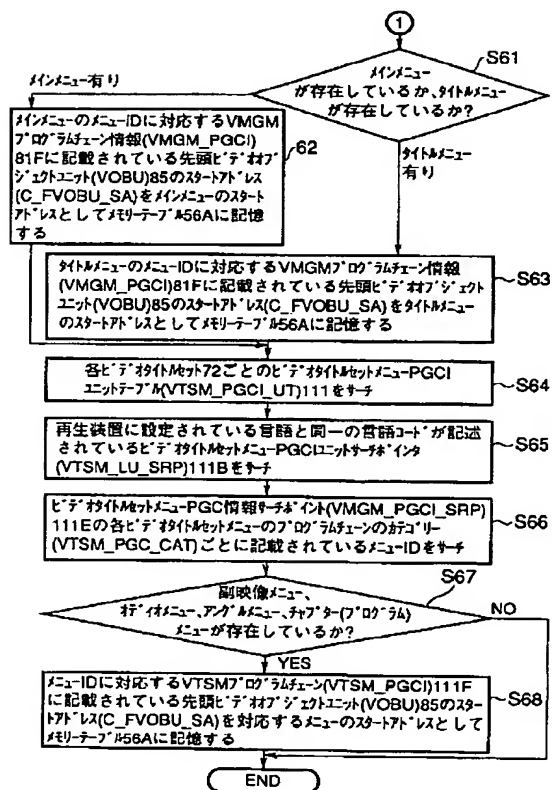 1
S61
メインメニュー有り
メインメニュー
が存在しているか、タイトルメニュー
が存在しているか?
メインメニューのメニューIDに対応するVMGM
プログラムチェーン情報(VMGM_PGCI)
81Fに記載されている先頭ビデオオブ
ジェクトユニット(VOBU)85のスタートアドレス
(C_FVOBU_SA)をメインメニューのスタート
アドレスとしてメモリーテーブル56Aに記憶
する
62
タイトルメニュー
有り
タイトルメニューのメニューIDに対応するVMGMプログラムチェーン情報
(VMGM_PGCI)81Fに記載されている先頭ビデオオブジェクト
ユニット(VOBU)85のスタートアドレス(C_FVOBU_SA)をタイトルメニュー
のスタートアドレスとしてメモリーテーブル56Aに記憶する
S63
各ビデオタイトルセット72ごとのビデオタイトルセットメニューPGCI
ユニットテーブル(VTSM_PGCI_UT)111をサーチ
S64
再生装置に設定されている言語と同一の言語コードが記述
されているビデオタイトルセットメニューPGCIユニットサーチポインタ
(VTSM_LU_SRP)111Bをサーチ
S65
ビデオタイトルセットメニューPGC情報サーチポイント(VMGM_PGCI_SRP)
111Eの各ビデオタイトルセットメニューのプログラムチェーンのカテゴリー
(VTSM_PGC_CAT)ごとに記載されているメニューIDをサーチ
S66
S67
副映像メニュー、
オーディオメニュー、アングルメニュー、チャプター(プログラム)
メニューが存在しているか?
NO
YES
メニューIDに対応するVTSMプログラムチェーン(VTSM_PGCI)111F
に記載されている先頭ビデオオブジェクトユニット(VOBU)85のスター
トアドレス(C_FVOBU_SA)を対応するメニューのスタートアドレスとして
メモリーテーブル56Aに記憶する
S68
END